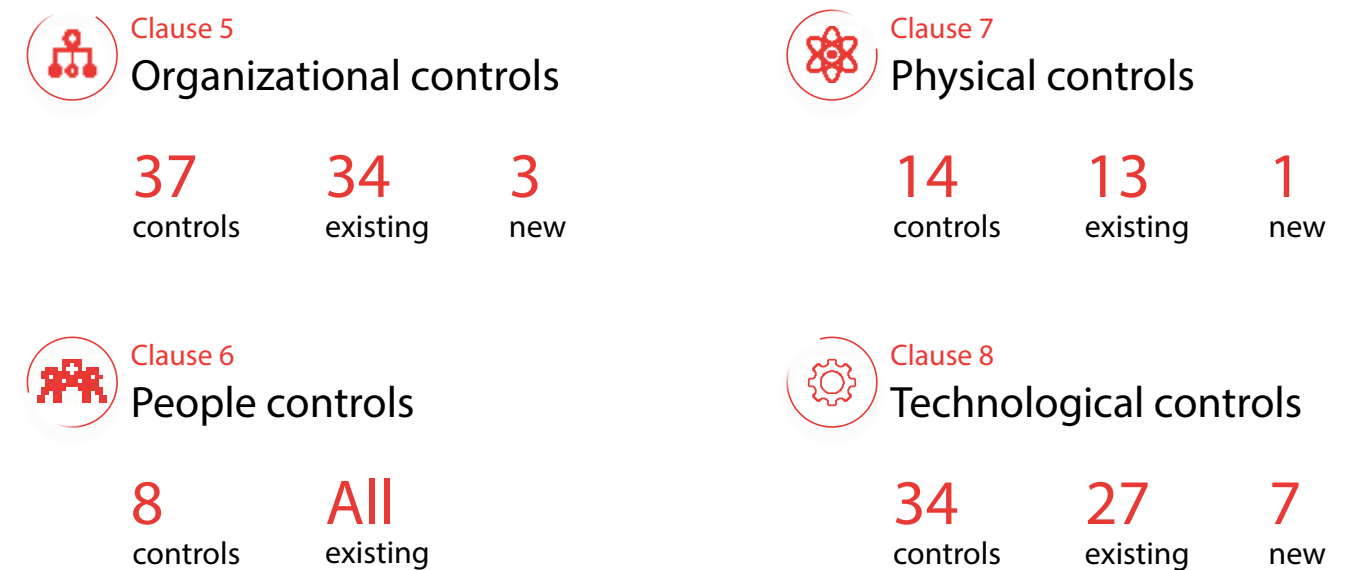 Clause 5
Organizational controls
37 34 3
controls existing new
Clause 6
People controls
8 All
controls existing
Clause 7
Physical controls
14 13 1
controls existing new
Clause 8
Technological controls
34 27 7
controls existing new